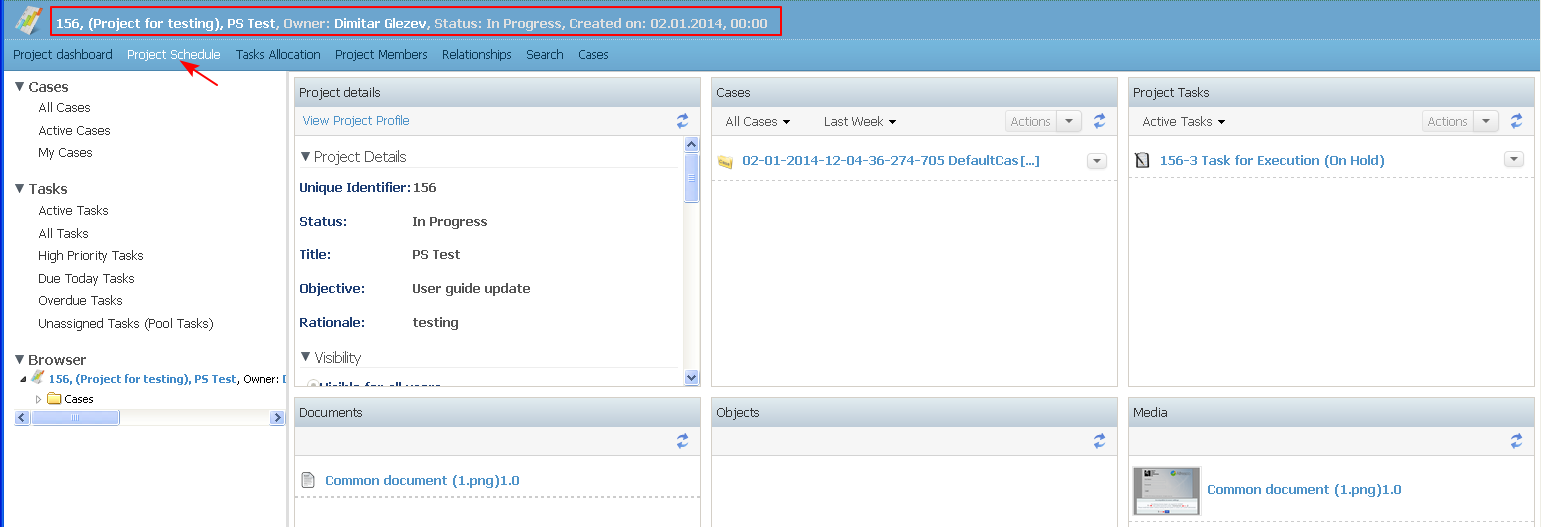 156, (Project for testing), PS Test, Owner: Dimitar Glezev, Status: In Progress, Created on: 02.01.2014, 00:00
Project dashboard Project Schedule Tasks Allocation Project Members Relationships Search Cases
Cases
All Cases
Active Cases
My Cases
Tasks
Active Tasks
All Tasks
High Priority Tasks
Due Today Tasks
Overdue Tasks
Unassigned Tasks (Pool Tasks)
Browser
156, (Project for testing), PS Test, Owner: D
Cases
Project details
View Project Profile
Project Details
Unique Identifier: 156
Status: In Progress
Title: PS Test
Objective: User guide update
Rationale: testing
Visibility
Visible for all users
Cases
All Cases Last Week Actions
02-01-2014-12-04-36-274-705 DefaultCas[...]
Project Tasks
Active Tasks Actions
156-3 Task for Execution (On Hold)
Documents
Common document (1.png)1.0
Objects
Media
Common document (1.png)1.0